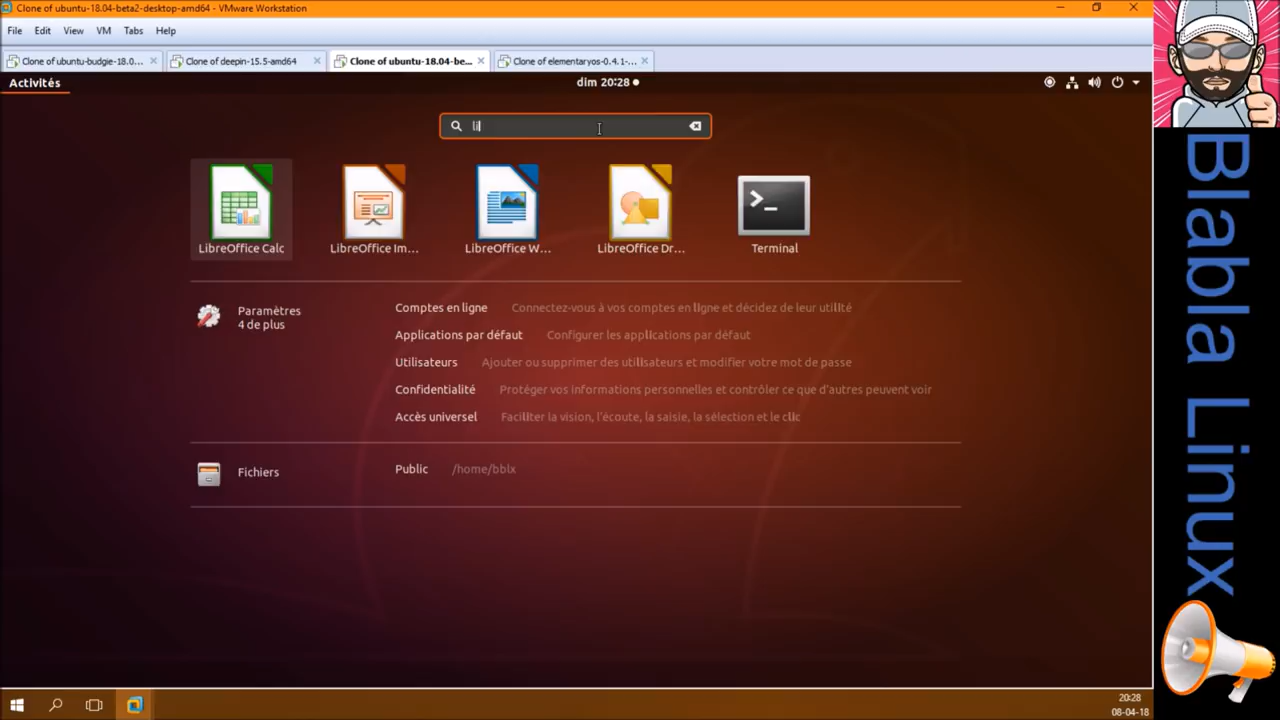 Clone of ubuntu-18.04-beta2-desktop-amd64 - VMware Workstation
File Edit View VM Tabs Help
Clone of ubuntu-budgie-18.0... Clone of deepin-15.5-amd64 Clone of ubuntu-18.04-be... Clone of elementaryos-0.4.1-...
Activités dim 20:28
li
LibreOffice Calc LibreOffice Im... LibreOffice W... LibreOffice Dr... Terminal
Paramètres
4 de plus
Comptes en ligne Connectez-vous à vos comptes en ligne et décidez de leur utilité
Applications par défaut Configurer les applications par défaut
Utilisateurs Ajouter ou supprimer des utilisateurs et modifier votre mot de passe
Confidentialité Protéger vos informations personnelles et contrôler ce que d'autres peuvent voir
Accès universel Faciliter la vision, l'écoute, la saisie, la sélection et le clic
Fichiers Public /home/bblx
20:28
08-04-18
Blabla Linux